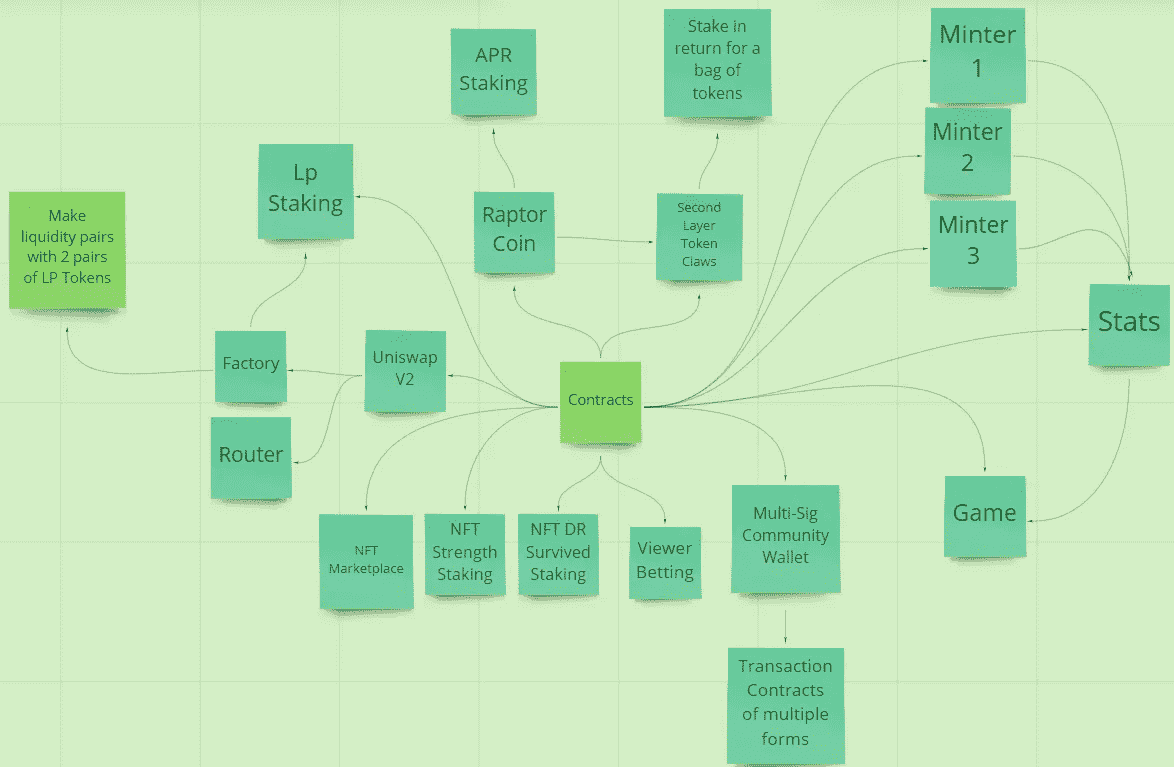 Stake in
return for a
bag of
tokens
Minter
1
APR
Staking
Minter
2
Lp
Staking
Make
liquidity pairs
with 2 pairs
of LP Tokens
Raptor
Coin
Second
Layer
Token
Claws
Minter
3
Stats
Factory
Uniswap
V2
Contracts
Router
NFT
Marketplace
NFT
Strength
Staking
NFT DR
Survived
Staking
Viewer
Betting
Multi-Sig
Community
Wallet
Game
Transaction
Contracts
of multiple
forms